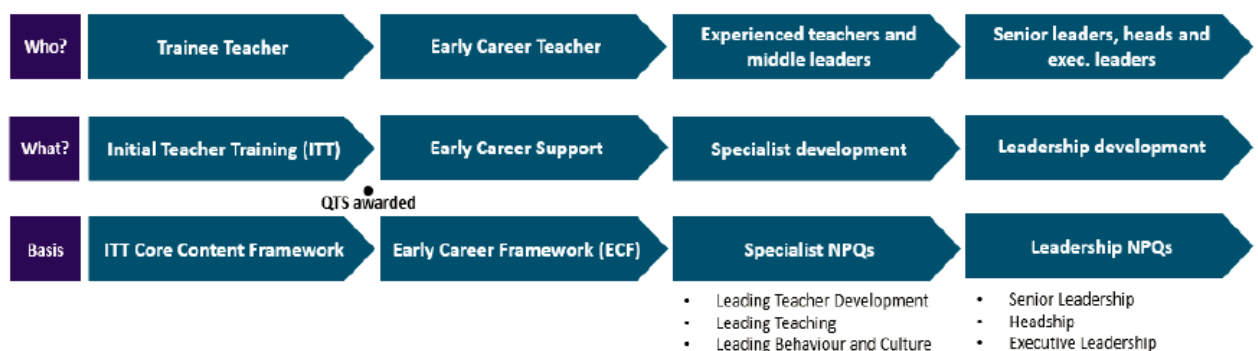 Who?
Trainee Teacher
Early Career Teacher
Experienced teachers and
middle leaders
Senior leaders, heads and
exec. leaders
What?
Initial Teacher Training (ITT)
Early Career Support
Specialist development
Leadership development
QTS awarded
Basis
ITT Core Content Framework
Early Career Framework (ECF)
Specialist NPQs
Leadership NPQs
• Leading Teacher Development
• Leading Teaching
• Leading Behaviour and Culture
• Senior Leadership
• Headship
• Executive Leadership